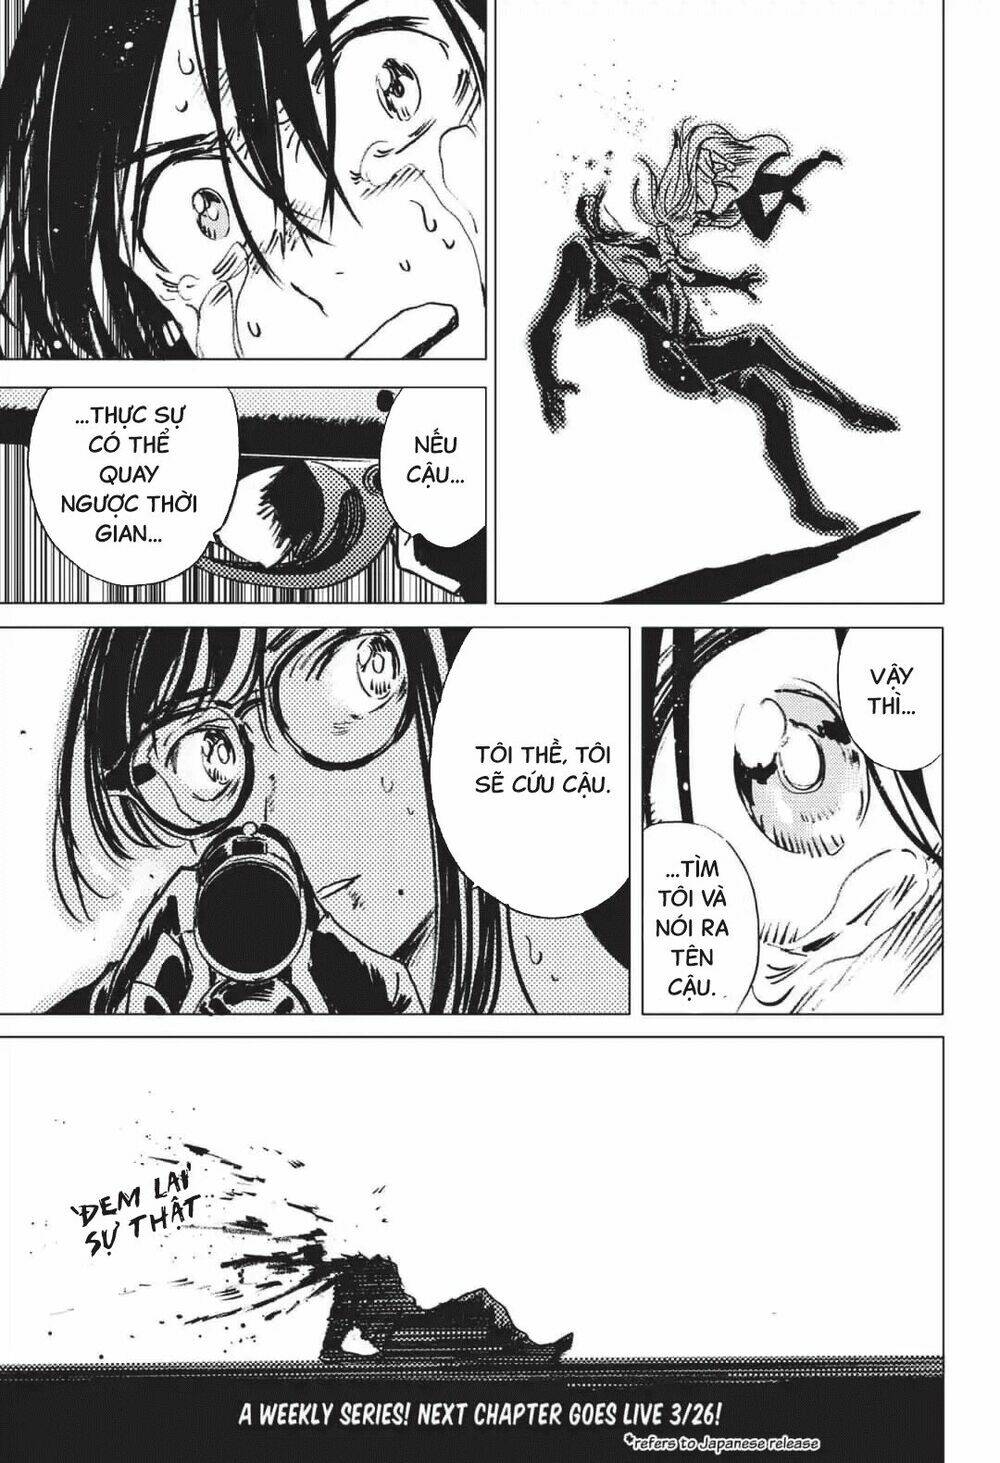 NẾU
CẬU...
...THỰC SỰ
CÓ THỂ
QUAY
NGƯỢC THỜI
GIAN...
VẬY
THÌ...
...TÌM
TÔI VÀ
NÓI RA
TÊN
CẬU.
TÔI THỀ, TÔI
SẼ CỨU CẬU.
ĐEM LẠI
SỰ THẬT
A WEEKLY SERIES! NEXT CHAPTER GOES LIVE 3/26!
*refers to Japanese release